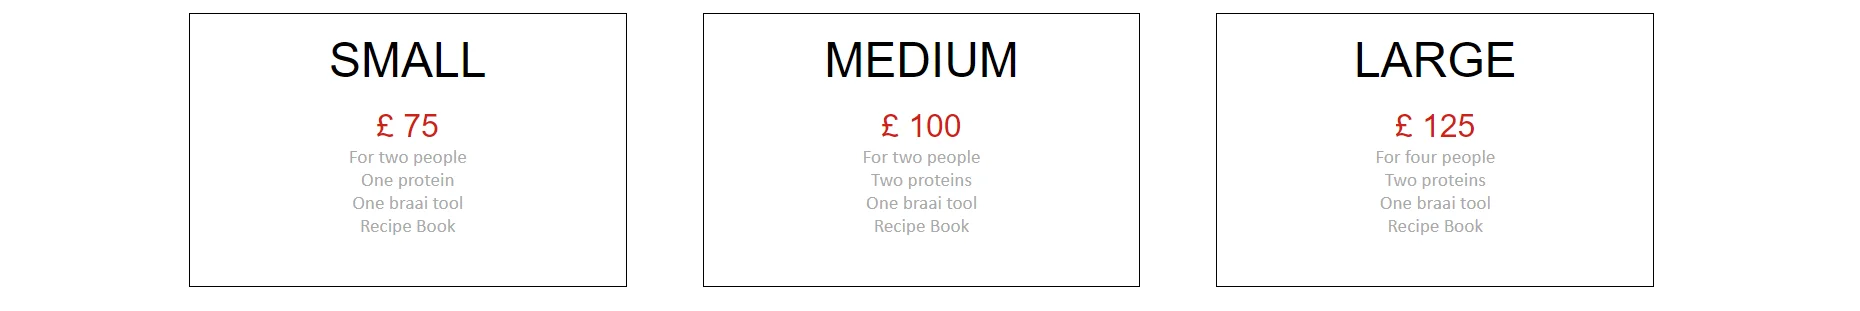 SMALL
£ 75
For two people
One protein
One braai tool
Recipe Book
MEDIUM
£ 100
For two people
Two proteins
One braai tool
Recipe Book
LARGE
£ 125
For four people
Two proteins
One braai tool
Recipe Book